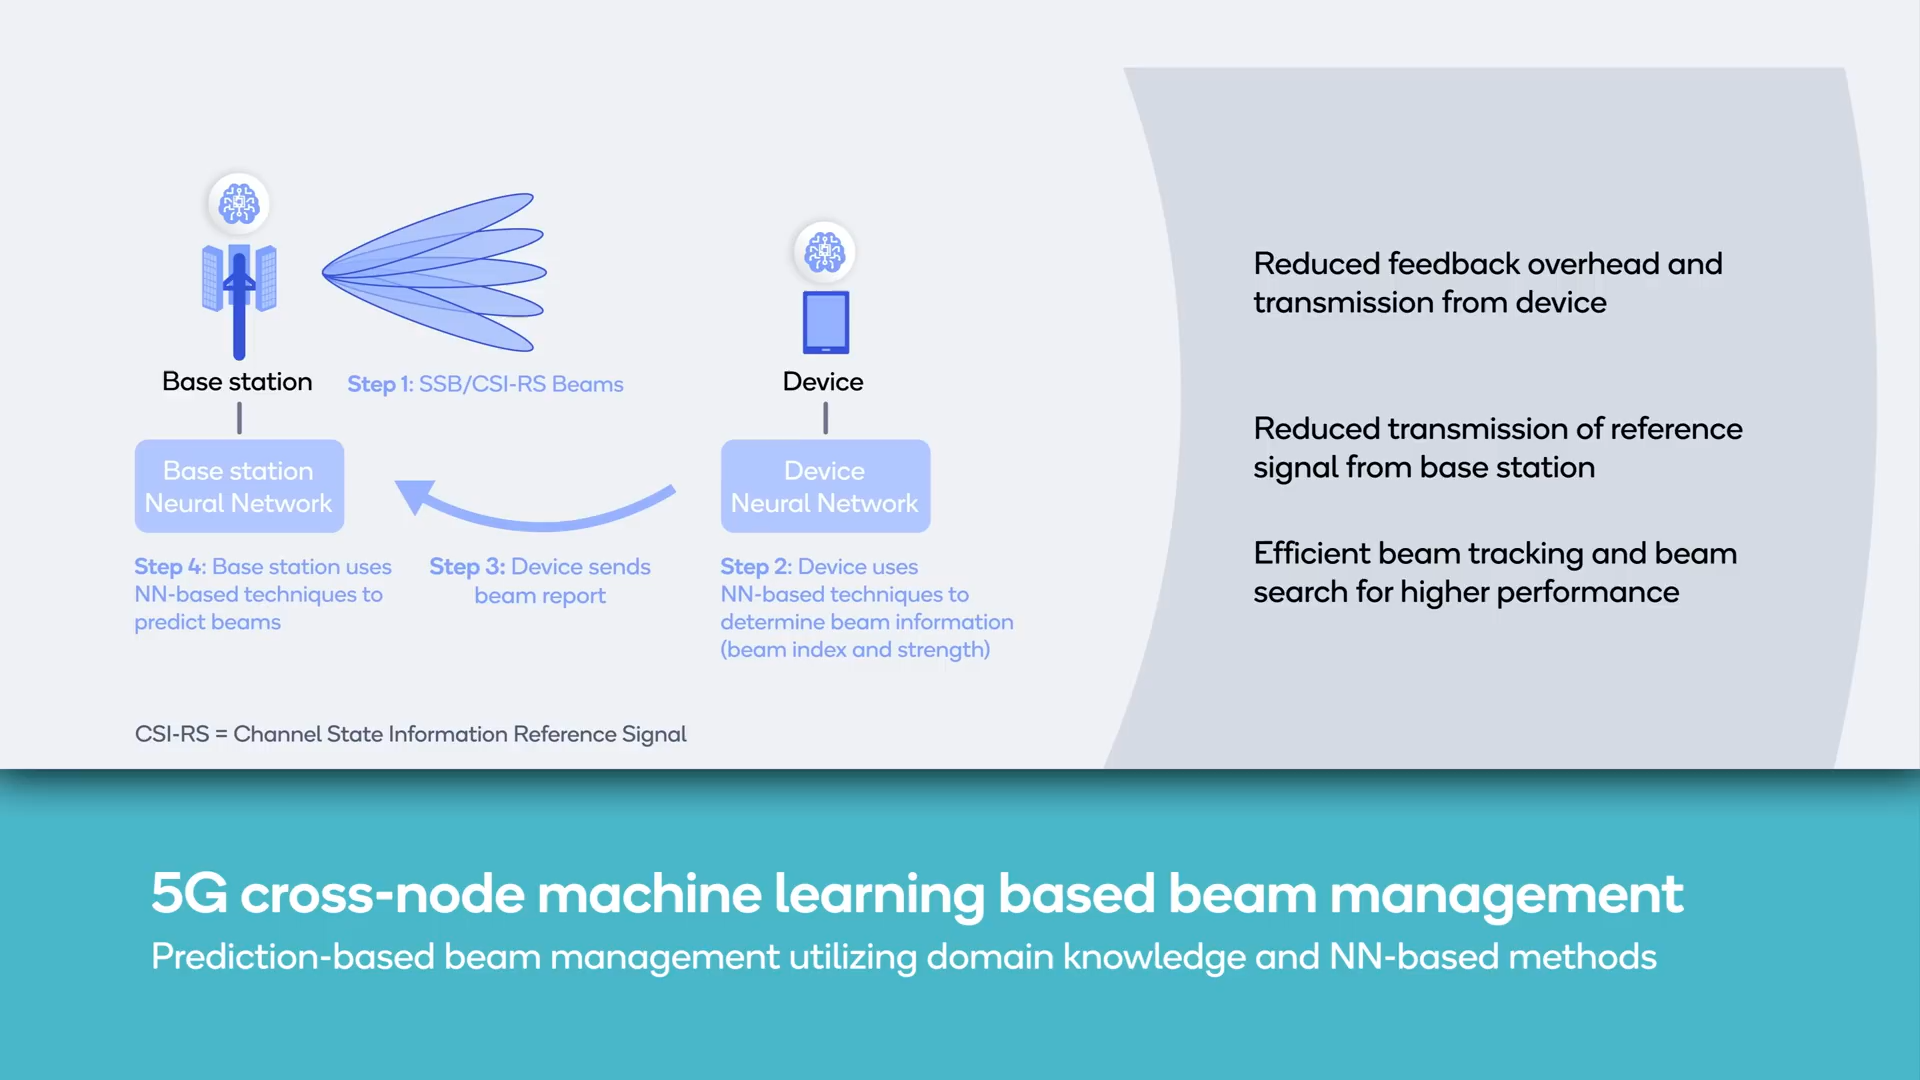 Base station
Step 1: SSB/CSI-RS Beams
Device
Base station
Neural Network
Device
Neural Network
Step 4: Base station uses
NN-based techniques to
predict beams
Step 3: Device sends
beam report
Step 2: Device uses
NN-based techniques to
determine beam information
(beam index and strength)
CSI-RS = Channel State Information Reference Signal
Reduced feedback overhead and
transmission from device
Reduced transmission of reference
signal from base station
Efficient beam tracking and beam
search for higher performance
5G cross-node machine learning based beam management
Prediction-based beam management utilizing domain knowledge and NN-based methods